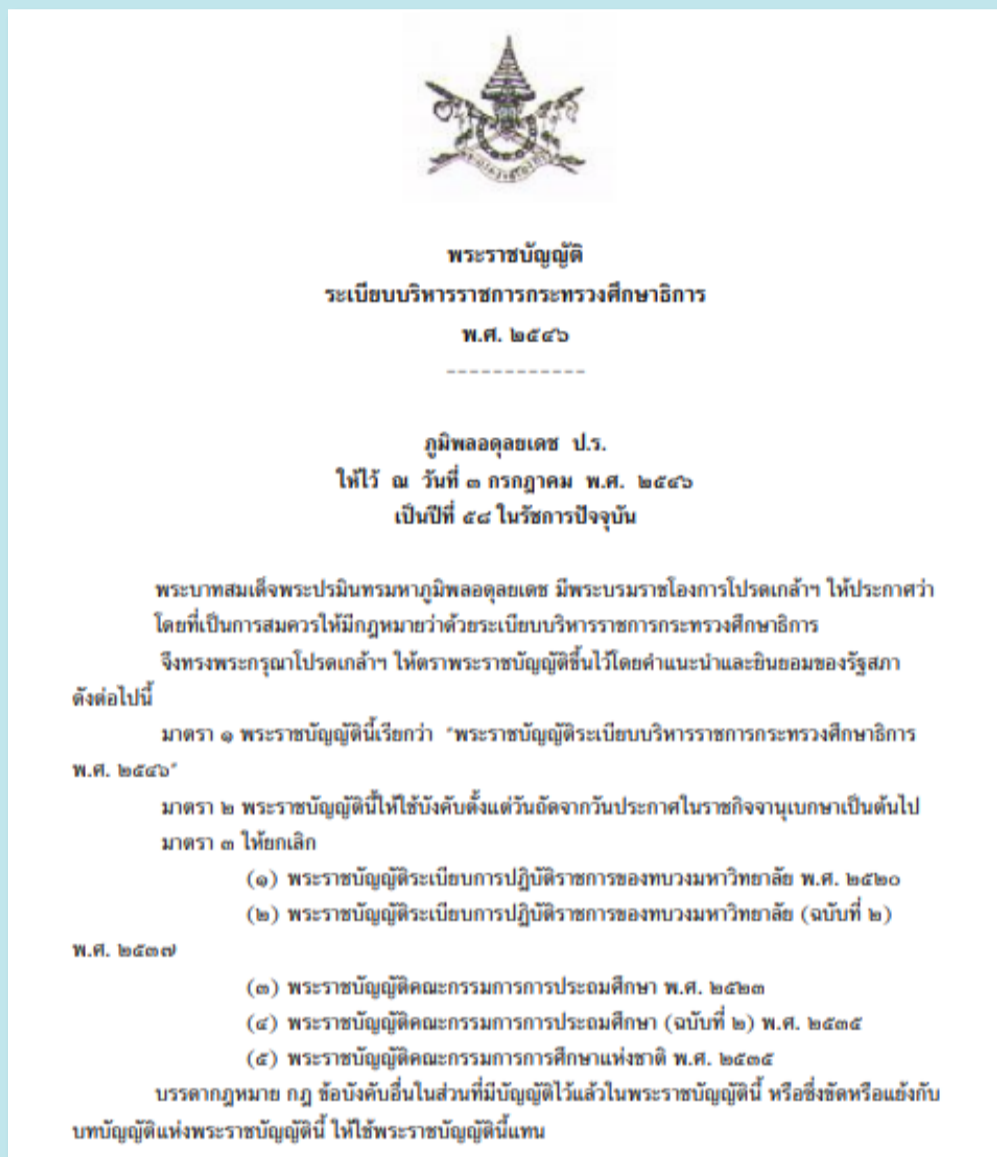 พระราชบัญญัติ
ระเบียบบริหารราชการกระทรวงศึกษาธิการ
พ.ศ. ๒๕๔๖
------------
ภูมิพลอดุลยเดช ป.ร.
ให้ไว้ ณ วันที่ ๓ กรกฎาคม พ.ศ. ๒๕๔๖
เป็นปีที่ ๕๘ ในรัชการปัจจุบัน
พระบาทสมเด็จพระปรมินทรมหาภูมิพลอดุลยเดช มีพระบรมราชโองการโปรดเกล้าฯ ให้ประกาศว่า
โดยที่เป็นการสมควรให้มีกฎหมายว่าด้วยระเบียบบริหารราชการกระทรวงศึกษาธิการ
จึงทรงพระกรุณาโปรดเกล้าฯ ให้ตราพระราชบัญญัติขึ้นไว้โดยคำแนะนำและยินยอมของรัฐสภา
ดังต่อไปนี้
มาตรา ๑ พระราชบัญญัตินี้เรียกว่า "พระราชบัญญัติระเบียบบริหารราชการกระทรวงศึกษาธิการ
พ.ศ. ๒๕๔๖"
มาตรา ๒ พระราชบัญญัตินี้ให้ใช้บังคับตั้งแต่วันถัดจากวันประกาศในราชกิจจานุเบกษาเป็นต้นไป
มาตรา ๓ ให้ยกเลิก
(๑) พระราชบัญญัติระเบียบการปฏิบัติราชการของทบวงมหาวิทยาลัย พ.ศ. ๒๕๒๐
(๒) พระราชบัญญัติระเบียบการปฏิบัติราชการของทบวงมหาวิทยาลัย (ฉบับที่ ๒)
พ.ศ. ๒๕๓๗
(๓) พระราชบัญญัติคณะกรรมการการประถมศึกษา พ.ศ. ๒๕๒๓
(๔) พระราชบัญญัติคณะกรรมการการประถมศึกษา (ฉบับที่ ๒) พ.ศ. ๒๕๓๕
(๕) พระราชบัญญัติคณะกรรมการการศึกษาแห่งชาติ พ.ศ. ๒๕๓๕
บรรดากฎหมาย กฎ ข้อบังคับอื่นในส่วนที่มีบัญญัติไว้แล้วในพระราชบัญญัตินี้ หรือซึ่งขัดหรือแย้งกับ
บทบัญญัติแห่งพระราชบัญญัตินี้ ให้ใช้พระราชบัญญัตินี้แทน